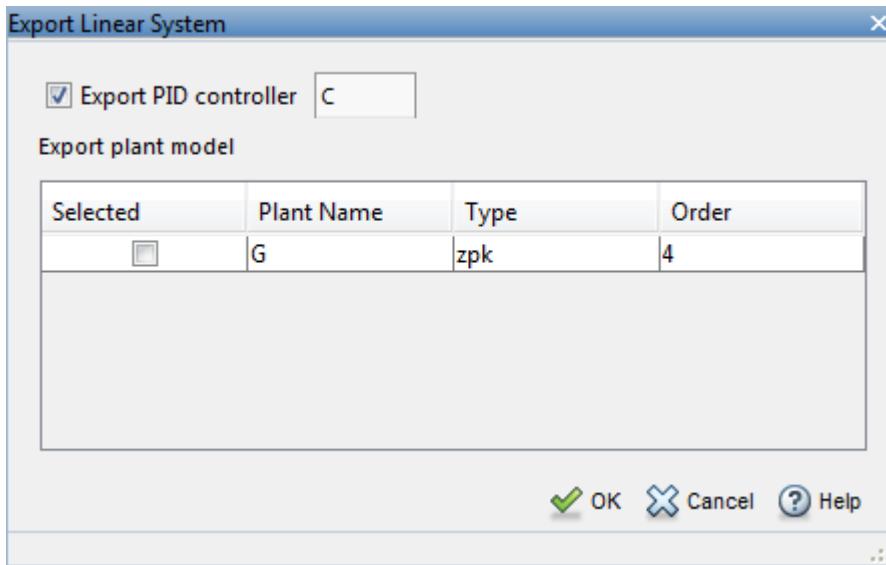 Export Linear System
Export PID controller C
Export plant model
Selected Plant Name Type Order
G zpk 4
OK Cancel Help